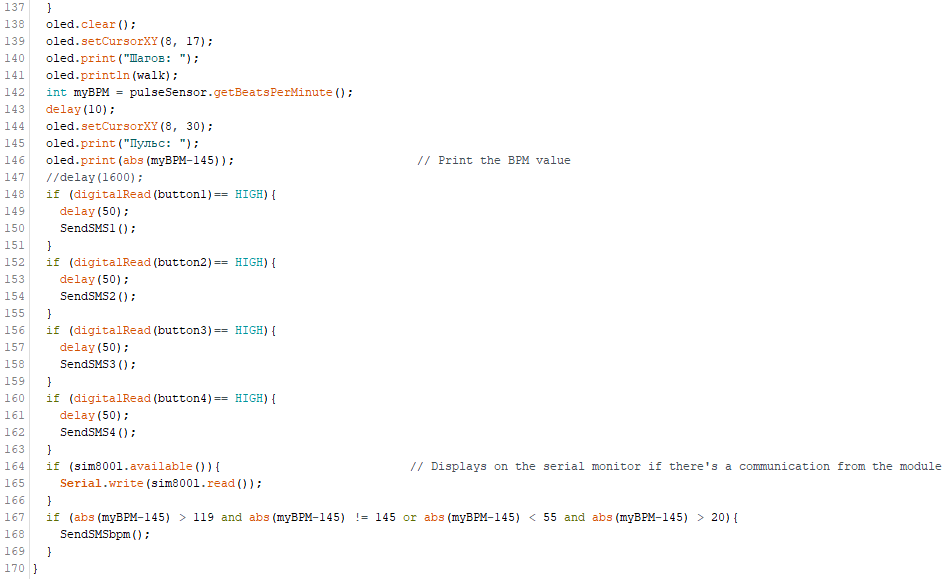 137   }
138   oled.clear();
139   oled.setCursorXY(8, 17);
140   oled.print("Шагов: ");
141   oled.println(walk);
142   int myBPM = pulseSensor.getBeatsPerMinute();
143   delay(10);
144   oled.setCursorXY(8, 30);
145   oled.print("Пульс: ");
146   oled.print(abs(myBPM-145));                          // Print the BPM value
147   //delay(1600);
148   if (digitalRead(button1)== HIGH){
149     delay(50);
150     SendSMS1();
151   }
152   if (digitalRead(button2)== HIGH){
153     delay(50);
154     SendSMS2();
155   }
156   if (digitalRead(button3)== HIGH){
157     delay(50);
158     SendSMS3();
159   }
160   if (digitalRead(button4)== HIGH){
161     delay(50);
162     SendSMS4();
163   }
164   if (sim800l.available()){                           // Displays on the serial monitor if there's a communication from the module
165     Serial.write(sim800l.read());
166   }
167   if (abs(myBPM-145) > 119 and abs(myBPM-145) != 145 or abs(myBPM-145) < 55 and abs(myBPM-145) > 20){
168     SendSMSbpm();
169   }
170 }